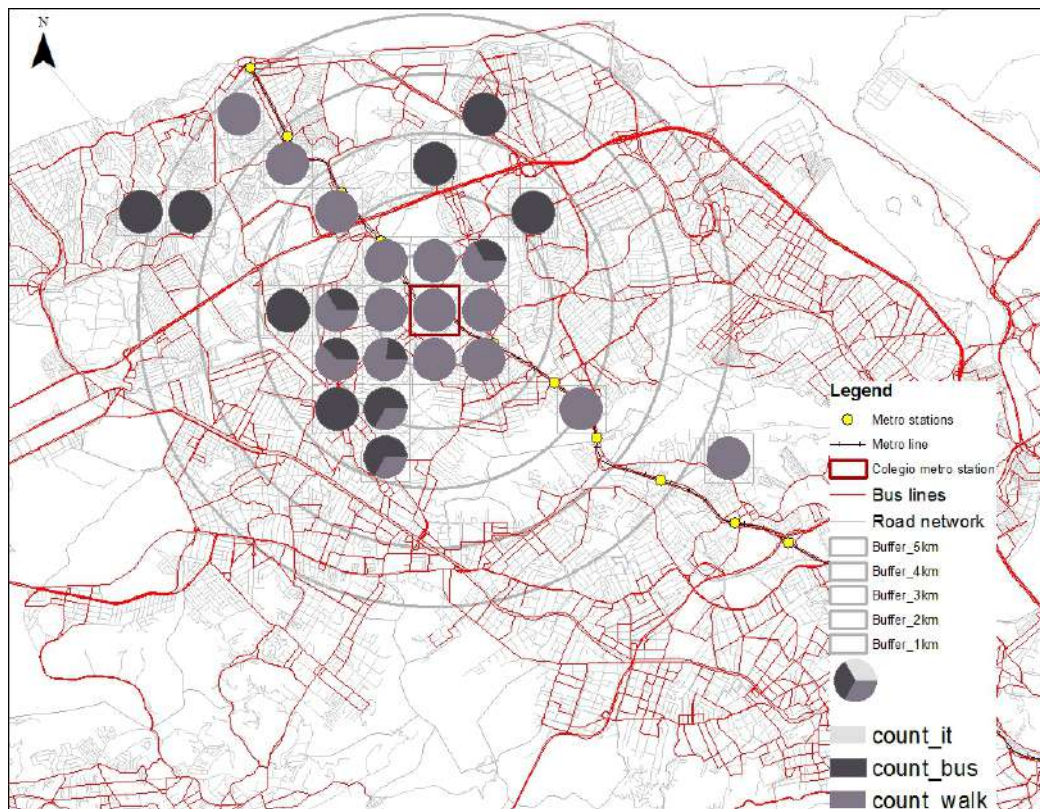 N
Legend
Metro stations
Metro line
Colegio metro station
Bus lines
Road network
Buffer_5km
Buffer_4km
Buffer_3km
Buffer_2km
Buffer_1km
count_it
count_bus
count_walk